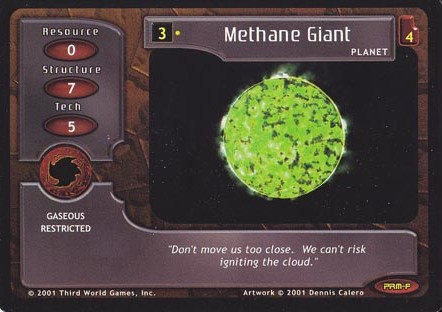 Resource
0
Structure
7
Tech
5
3
Methane Giant
PLANET
4
GASEOUS
RESTRICTED
"Don't move us too close. We can't risk
igniting the cloud."
PRM-F
© 2001 Third World Games, Inc.
Artwork © 2001 Dennis Calero